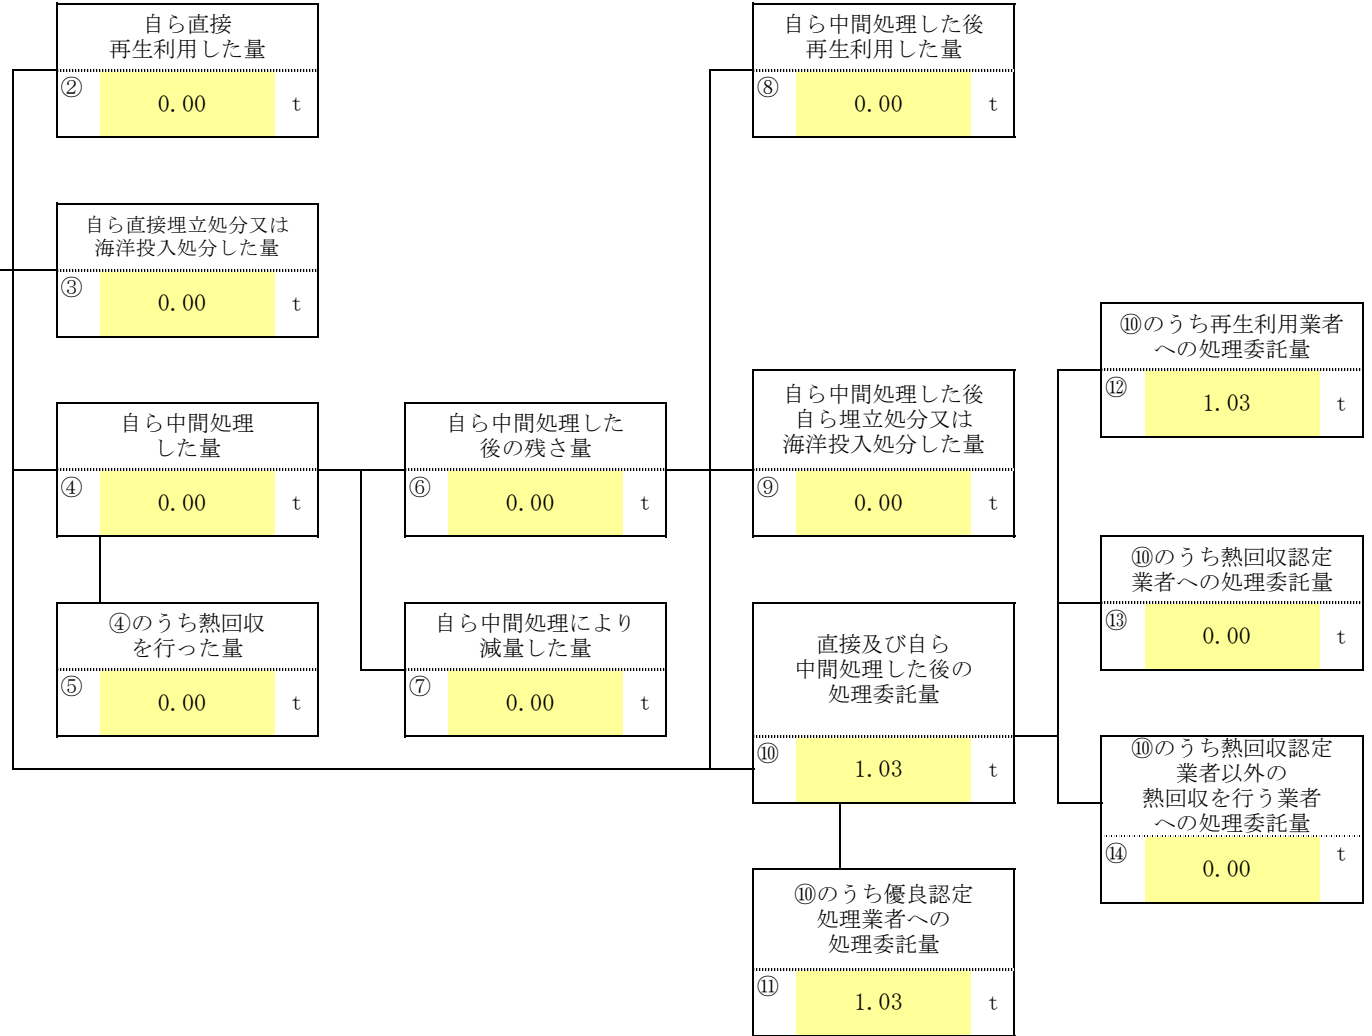 自ら直接
再生利用した量
② 0.00 t
自ら直接埋立処分又は
海洋投入処分した量
③ 0.00 t
自ら中間処理
した量
④ 0.00 t
④のうち熱回収
を行った量
⑤ 0.00 t
自ら中間処理した
後の残さ量
⑥ 0.00 t
自ら中間処理により
減量した量
⑦ 0.00 t
自ら中間処理した後
再生利用した量
⑧ 0.00 t
自ら中間処理した後
自ら埋立処分又は
海洋投入処分した量
⑨ 0.00 t
直接及び自ら
中間処理した後の
処理委託量
⑩ 1.03 t
⑩のうち優良認定
処理業者への
処理委託量
⑪ 1.03 t
⑩のうち再生利用業者
への処理委託量
⑫ 1.03 t
⑩のうち熱回収認定
業者への処理委託量
⑬ 0.00 t
⑩のうち熱回収認定
業者以外の
熱回収を行う業者
への処理委託量
⑭ 0.00 t